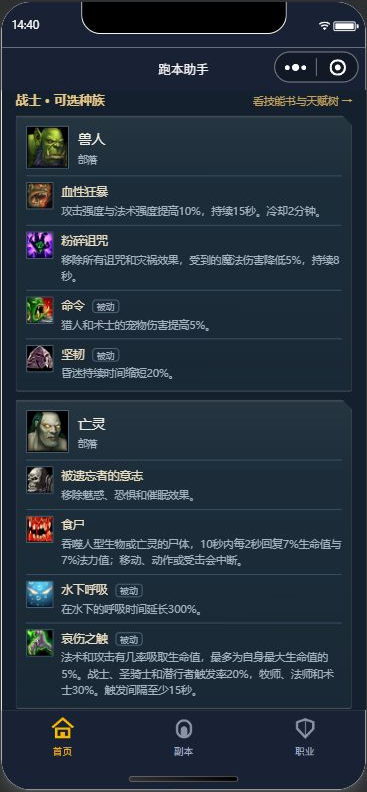 14:40
跑本助手
战士 • 可选种族
看技能书与天赋树 →
兽人
部落
血性狂暴
攻击强度与法术强度提高10%，持续15秒。冷却2分钟。
粉碎诅咒
移除所有诅咒和灾祸效果，受到的魔法伤害降低5%，持续8
秒。
命令 被动
猎人和术士的宠物伤害提高5%。
坚韧 被动
昏迷持续时间缩短20%。
亡灵
部落
被遗忘者的意志
移除魅惑、恐惧和催眠效果。
食尸
吞噬人型生物或亡灵的尸体，10秒内每2秒回复7%生命值与
7%法力值；移动、动作或受击会中断。
水下呼吸 被动
在水下的呼吸时间延长300%。
哀伤之触 被动
法术和攻击有几率吸取生命值，最多为自身最大生命值的
5%。战士、圣骑士和潜行者触发率20%，牧师、法师和术
士30%。触发间隔至少15秒。
首页
副本
职业